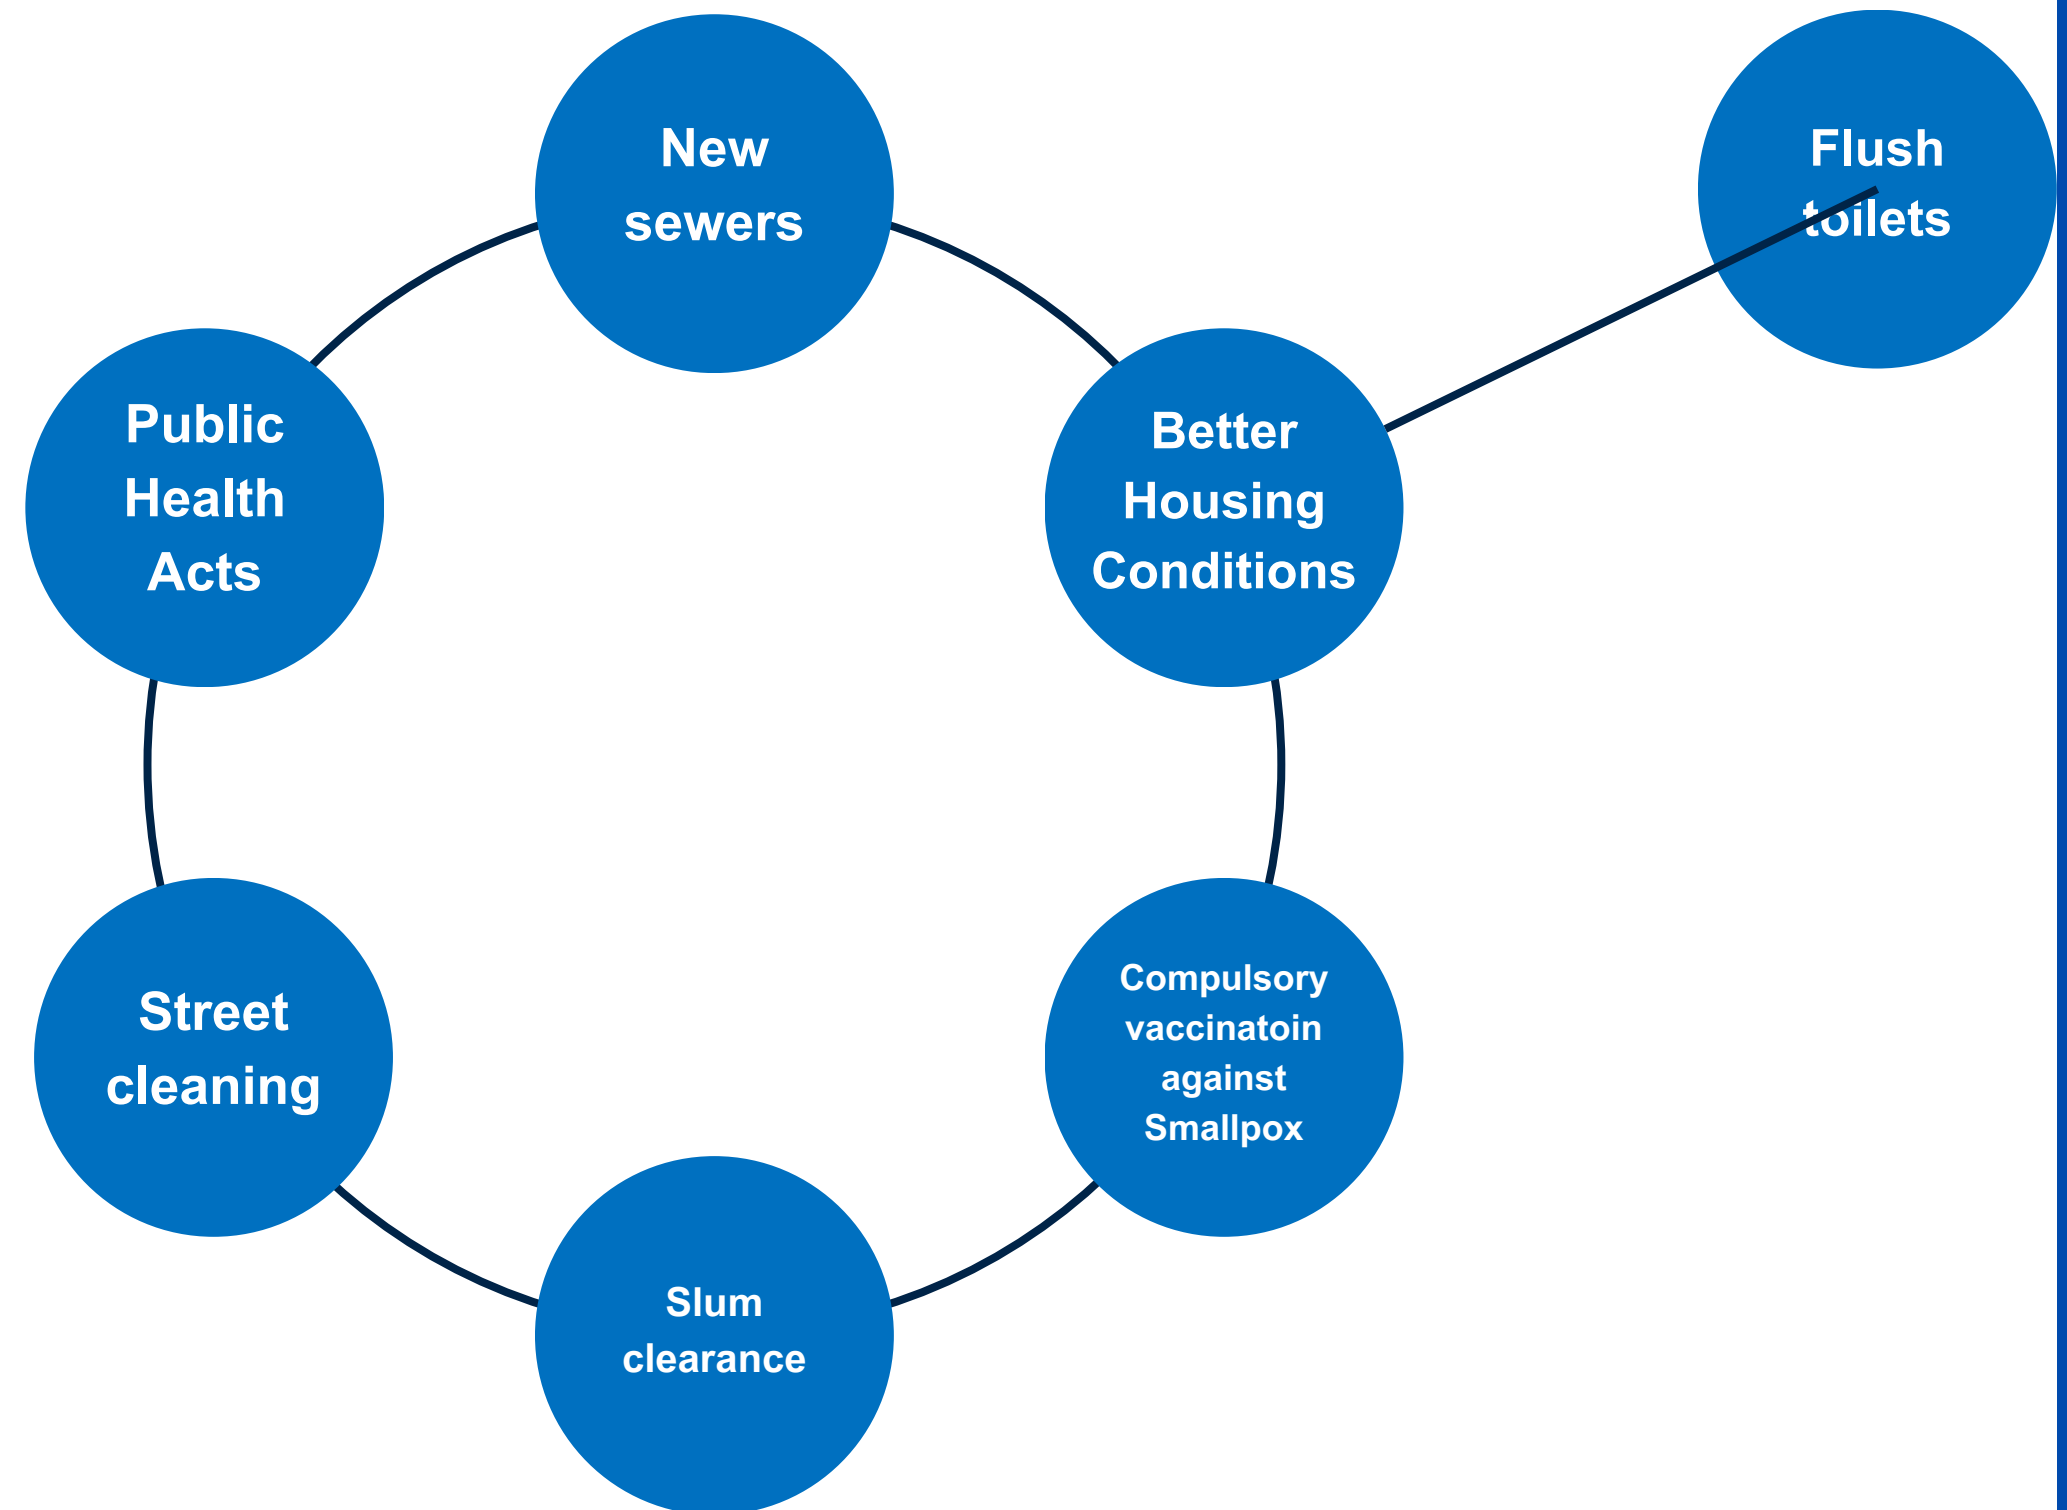 New
sewers
Flush
toilets
Public
Health
Acts
Better
Housing
Conditions
Street
cleaning
Compulsory
vaccinatoin
against
Smallpox
Slum
clearance